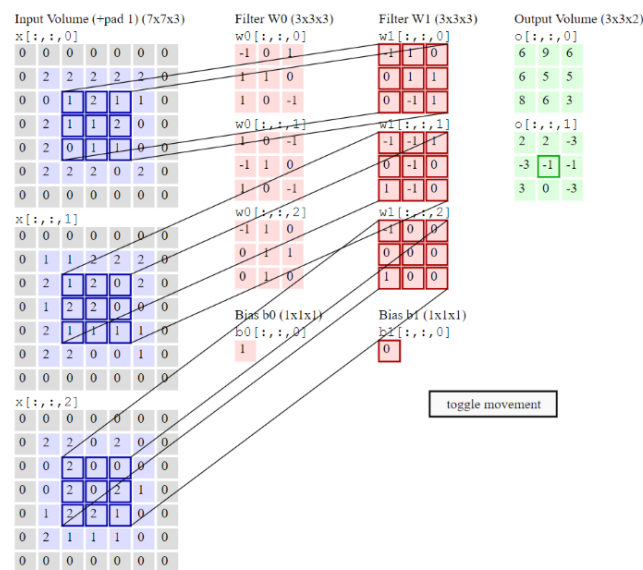 Input Volume (+pad 1) (7x7x3)
x[:,:,0]
0 0 0 0 0 0 0
0 2 2 2 2 2 0
0 0 1 2 1 1 0
0 2 1 1 2 0 0
0 2 0 1 1 0 0
0 2 2 2 0 2 0
0 0 0 0 0 0 0
x[:,:,1]
0 0 0 0 0 0 0
0 1 1 2 2 2 0
0 2 1 2 0 2 0
0 1 2 2 0 0 0
0 2 1 1 1 1 0
0 2 2 0 0 1 0
0 0 0 0 0 0 0
x[:,:,2]
0 0 0 0 0 0 0
0 2 2 0 2 0 0
0 0 2 0 0 0 0
0 0 0 2 1 0
0 0 2 2 1 0 0
0 2 1 1 1 0 0
0 0 0 0 0 0 0
Filter W0 (3x3x3)
w0[:,:,0]
-1 0 1
1 1 0
1 0 -1
w0[:,:,1]
1 0 -1
-1 1 0
1 0 -1
w0[:,:,2]
-1 1 0
0 1 1
0 1 0
Bias b0 (1x1x1)
b0[:,:,0]
1
Filter W1 (3x3x3)
w1[:,:,0]
-1 1 0
0 1 1
0 -1 1
w1[:,:,1]
-1 -1 1
0 -1 0
1 -1 0
w1[:,:,2]
-1 0 0
0 0 0
1 0 0
Bias b1 (1x1x1)
b1[:,:,0]
0
Output Volume (3x3x2)
o[:,:,0]
6 9 6
6 5 5
8 6 3
o[:,:,1]
2 2 -3
-3 -1 -1
3 0 -3
toggle movement